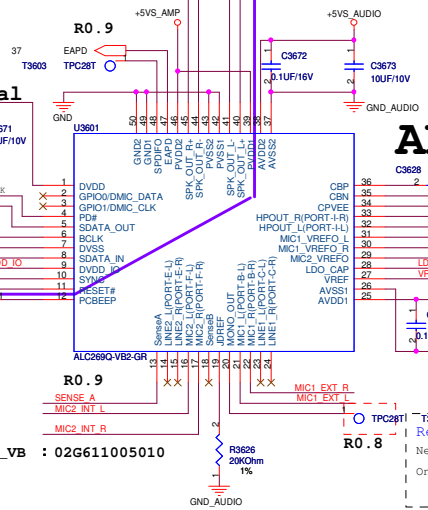 R0.9
+5VS_AMP
+5VS_AUDIO
37
EAPD
T3603
TPC28T
C3672
0.1UF/16V
C3673
10UF/10V
GND
GND_AUDIO
U3601
50 49 48 47 46 45 44 43 42 41 40 39 38 37
GND2
GND1
SPDIFO
EAPD
PVDD2
SPK_OUT_R+
SPK_OUT_R-
PVSS2
PVSS1
SPK_OUT_L-
SPK_OUT_L+
AVDD2
AVSS2
C3628
2
1 DVDD
2 GPIO0/DMIC_DATA
3 GPIO1/DMIC_CLK
4 PD#
5 SDATA_OUT
6 BCLK
7 DVSS
8 SDATA_IN
9 DVDD_IO
10 SYNC
11 RESET#
12 PCBEEP
CBP 36
CBN 35
CPVEE 34
HPOUT_R(PORT-I-R) 33
HPOUT_L(PORT-I-L) 32
MIC1_VREFO_L 31
MIC1_VREFO_R 30
MIC2_VREFO 29
LDO_CAP 28
VREF 27
AVSS1 26
AVDD1 25
SenseA
LINE2_L(PORT-E-L)
LINE2_R(PORT-E-R)
MIC2_L(PORT-F-L)
MIC2_R(PORT-F-R)
SenseB
JDREF
MONO_OUT
MIC1_L(PORT-B-L)
MIC1_R(PORT-B-R)
LINE1_L(PORT-C-L)
LINE1_R(PORT-C-R)
ALC269Q-VB2-GR
13 14 15 16 17 18 19 20 21 22 23 24
R0.9
SENSE_A
MIC2_INT_L
MIC2_INT_R
MIC1_EXT_R
MIC1_EXT_L
TPC28T
R0.8
_VB : 02G611005010
2
R3626
20KOhm
1%
1
GND_AUDIO